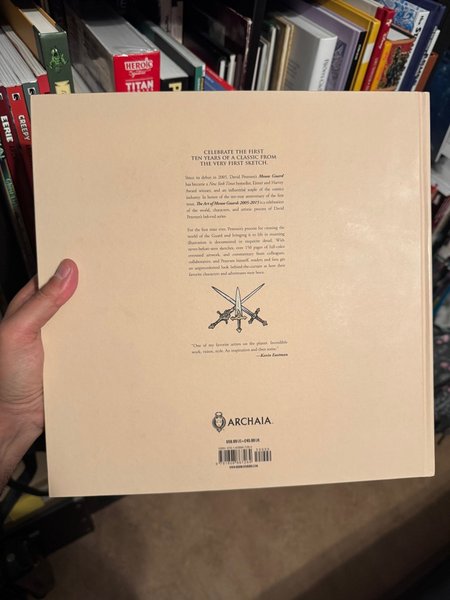 HEROIC
Signatures
TITAN
EERIE
CREEPY
CELEBRATE THE FIRST
TEN YEARS OF A CLASSIC FROM
THE VERY FIRST SKETCH.
Since its debut in 2005, David Petersen's Mouse Guard
has become a New York Times bestseller, Eisner and Harvey
Award winner, and an influential staple of the comics
industry. In honor of the ten-year anniversary of the first
issue, The Art of Mouse Guard: 2005-2015 is a celebration
of the world, characters, and artistic process of David
Petersen's beloved series.
For the first time ever, Petersen's process for creating the
world of the Guard and bringing it to life in stunning
illustration is documented in exquisite detail. With
never-before-seen sketches, over 350 pages of full-color
oversized artwork, and commentary from colleagues,
collaborators, and Petersen himself, readers and fans get
an unprecedented look behind-the-curtain at how their
favorite characters and adventures were born.
"One of my favorite artists on the planet. Incredible
work, vision, style. An inspiration and then some."
—Kevin Eastman
ARCHAIA